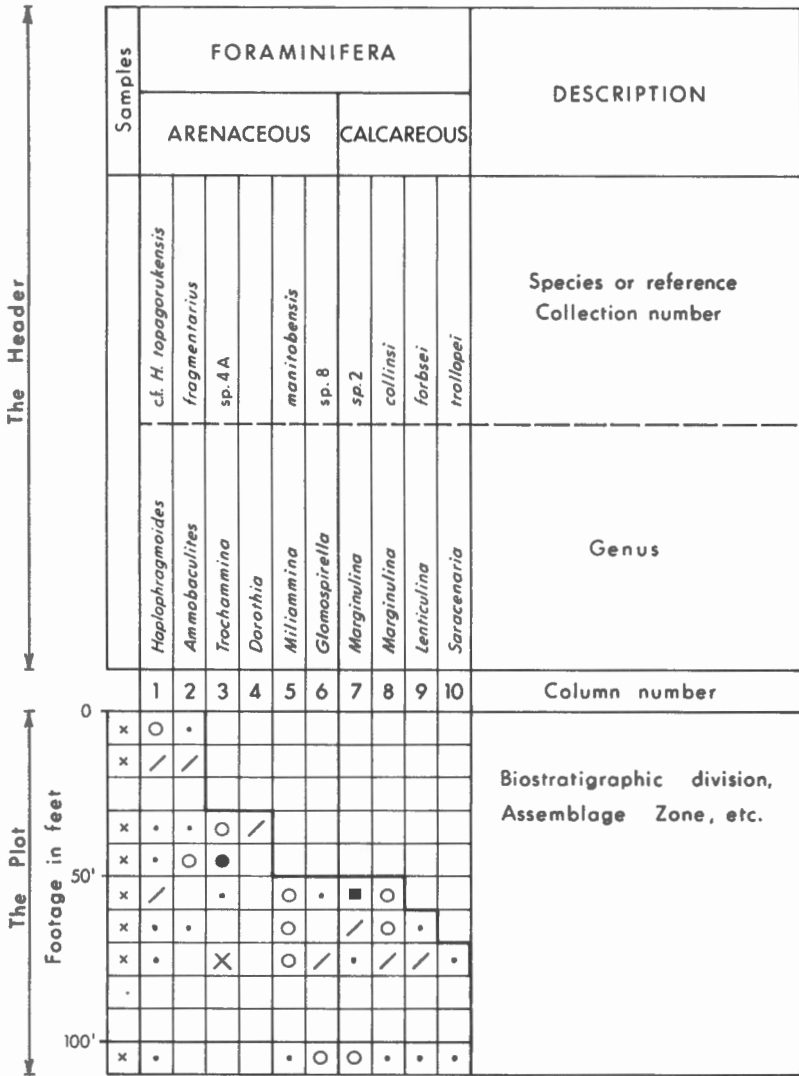 The Header
Samples
FORAMINIFERA
DESCRIPTION
ARENACEOUS
CALCAREOUS
c.f. H. topagorukensis
fragmentarius
sp. 4 A
manitobensis
sp. 8
sp. 2
collinsi
forbsei
trollopei
Species or reference
Collection number
Haplophragmoides
Ammobaculites
Trochammina
Dorothia
Miliammina
Glomospirella
Marginulina
Marginulina
Lenticulina
Saracenaria
Genus
1 2 3 4 5 6 7 8 9 10
Column number
The Plot
Footage in feet
0
50'
100'
Biostratigraphic division,
Assemblage Zone, etc.